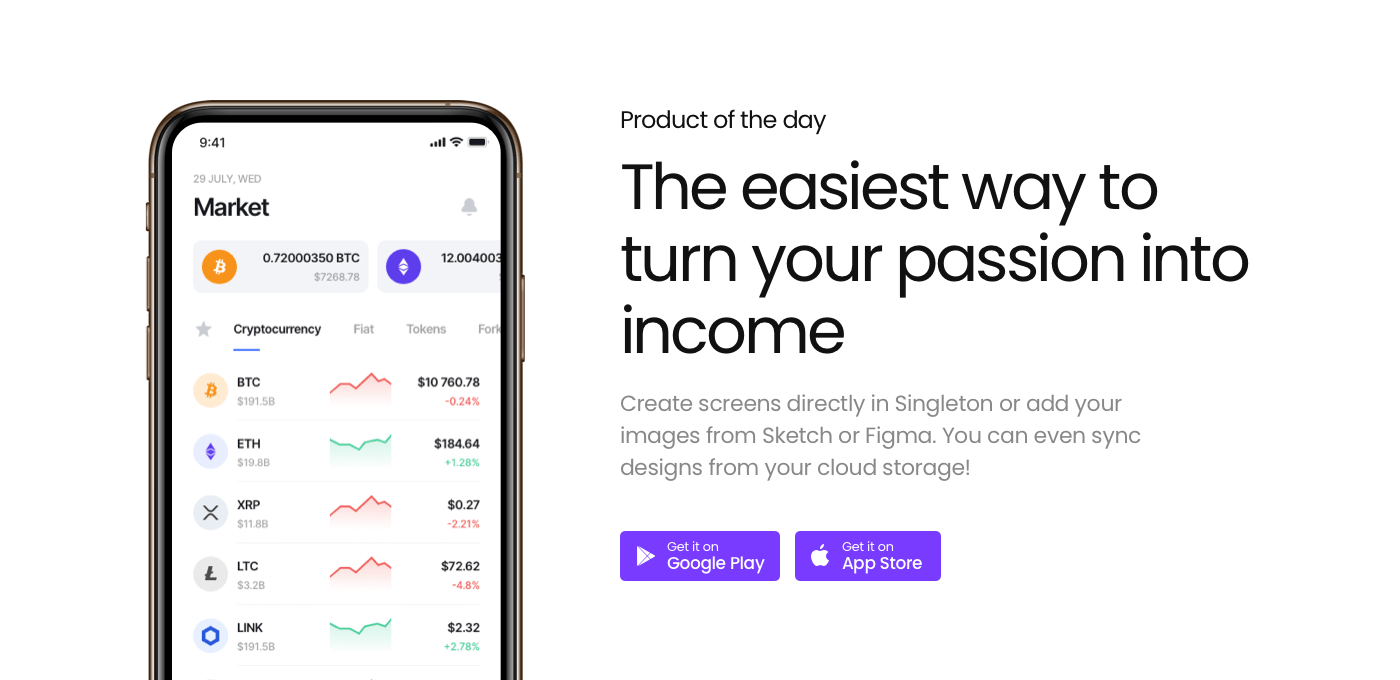 9:41
29 JULY, WED
Market
0.72000350 BTC
$7268.78
12.004003
Cryptocurrency Fiat Tokens Fork
BTC $10 760.78
$191.5B -0.24%
ETH $184.64
$19.8B +1.28%
XRP $0.27
$11.8B -2.21%
LTC $72.62
$3.2B -4.8%
LINK $2.32
$191.5B +2.78%
Product of the day
The easiest way to
turn your passion into
income
Create screens directly in Singleton or add your
images from Sketch or Figma. You can even sync
designs from your cloud storage!
Get it on
Google Play
Get it on
App Store